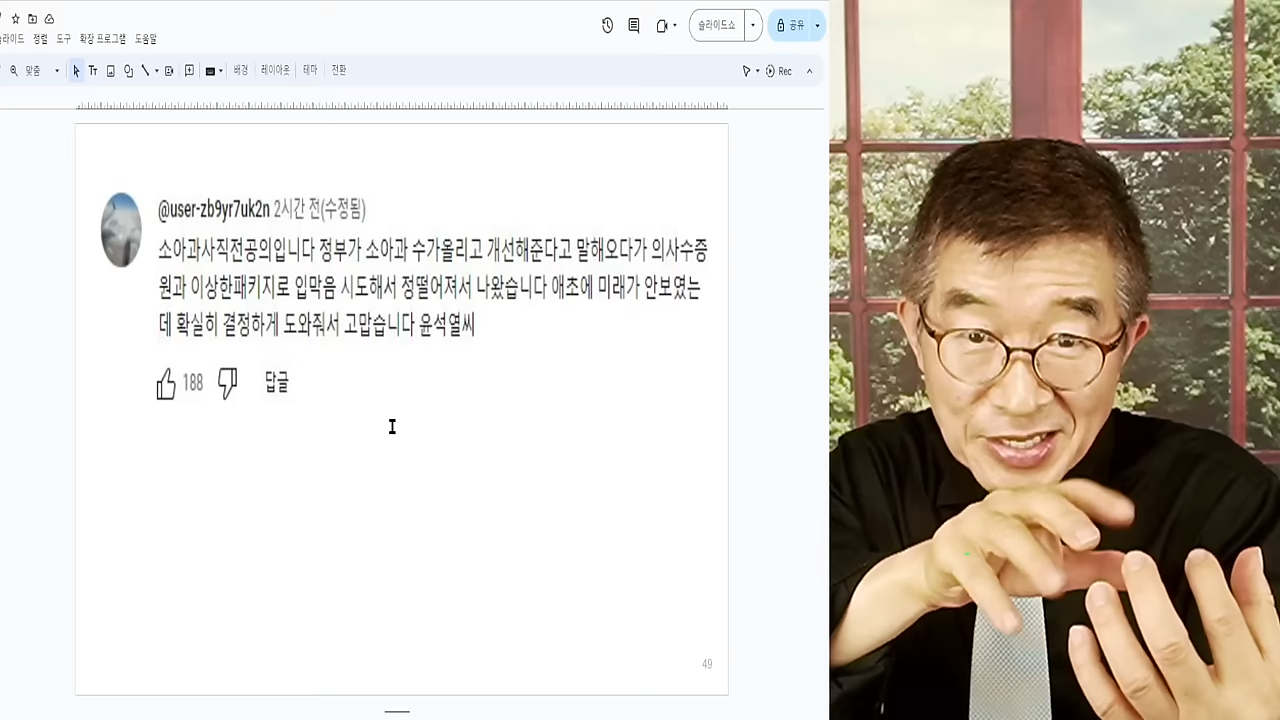 라이드 정렬 도구 확장 프로그램 도움말
슬라이드쇼
공유
맞춤
배경 레이아웃 테마 전환
Rec
@user-zb9yr7uk2n 2시간 전(수정됨)
소아과사직전공의입니다 정부가 소아과 수가올리고 개선해준다고 말해오다가 의사수증
원과 이상한패키지로 입막음 시도해서 정떨어져서 나왔습니다 애초에 미래가 안보였는
데 확실히 결정하게 도와줘서 고맙습니다 윤석열씨
188 답글
49